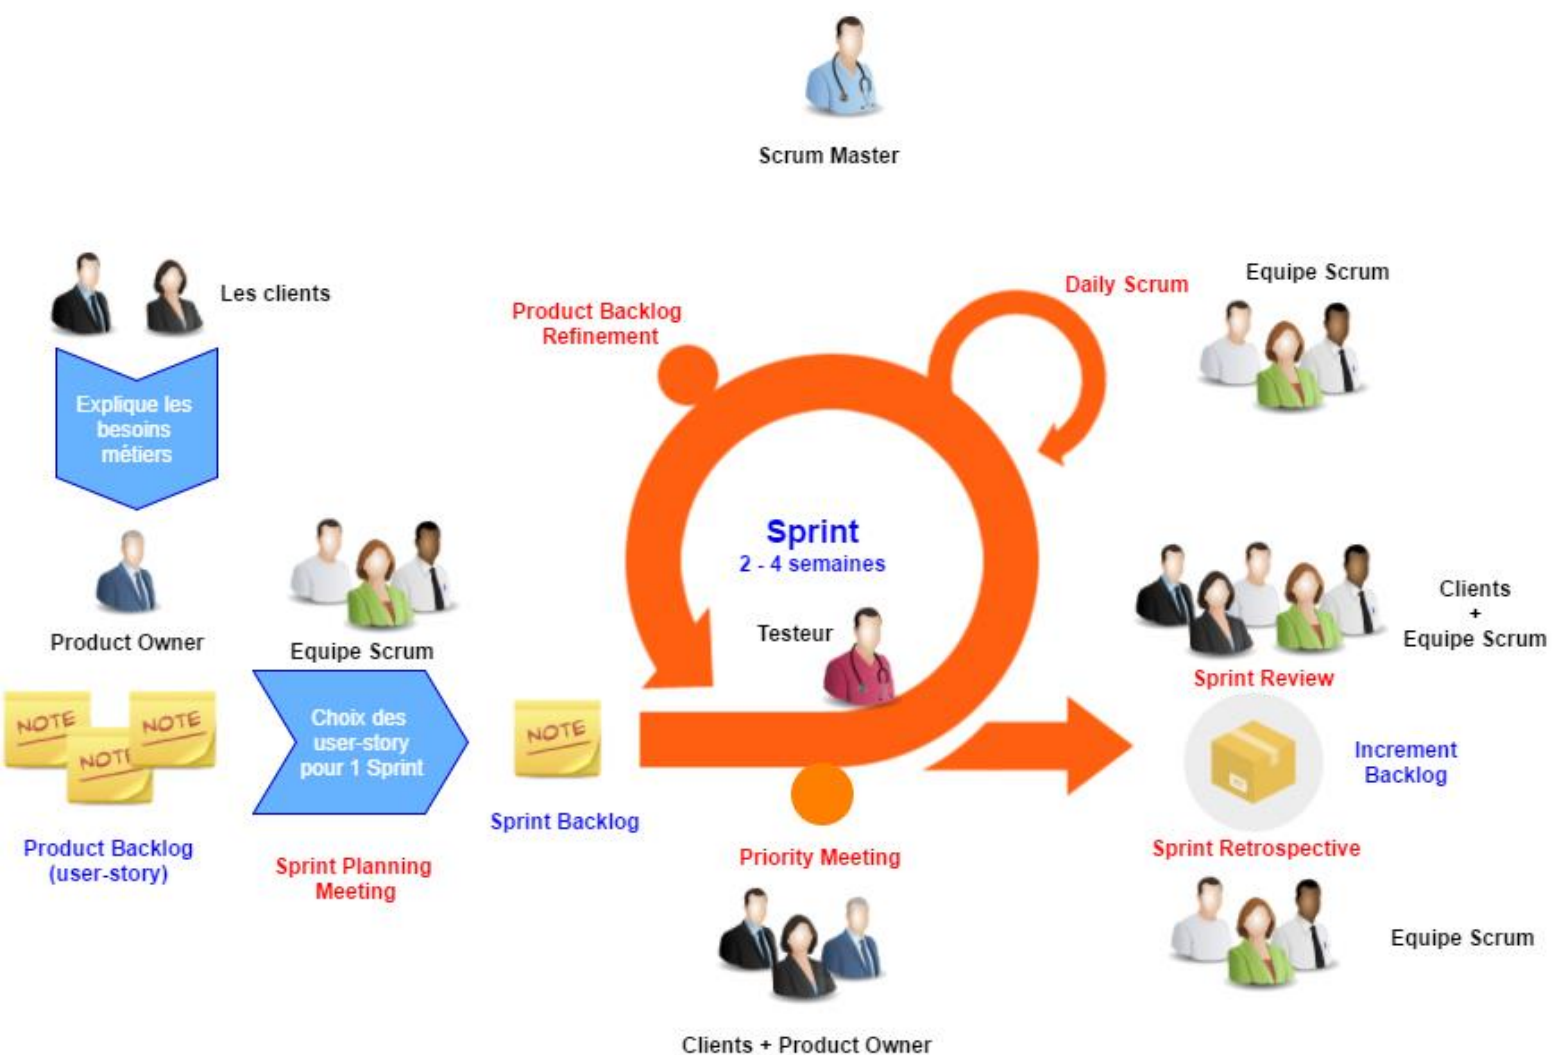 Scrum Master
Les clients
Explique les
besoins
métiers
Product Owner
Equipe Scrum
NOTE
NOTE
NOTE
Product Backlog
(user-story)
Choix des
user-story
pour 1 Sprint
Sprint Planning
Meeting
NOTE
Sprint Backlog
Product Backlog
Refinement
Daily Scrum
Equipe Scrum
Sprint
2 - 4 semaines
Testeur
Priority Meeting
Clients + Product Owner
Clients
+
Equipe Scrum
Sprint Review
Increment
Backlog
Sprint Retrospective
Equipe Scrum